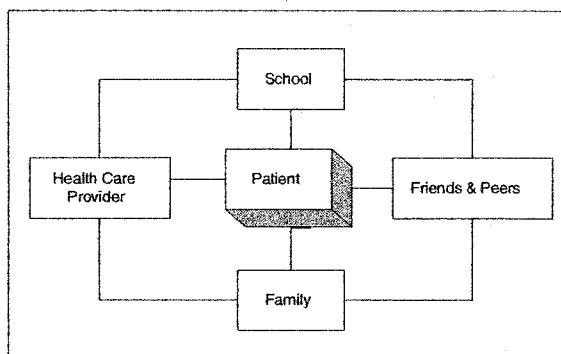 School
Health Care
Provider
Patient
Friends & Peers
Family